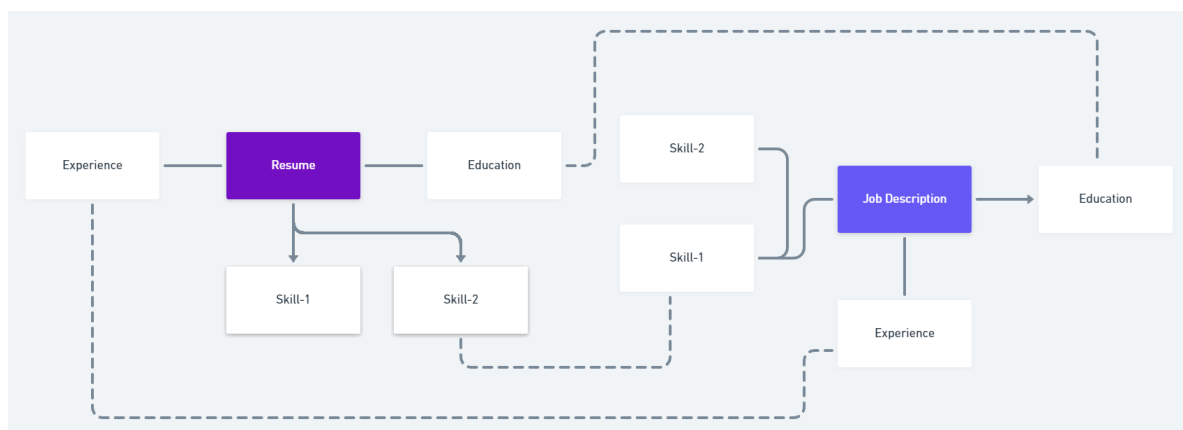 Experience
Resume
Education
Skill-1
Skill-2
Skill-2
Skill-1
Job Description
Education
Experience